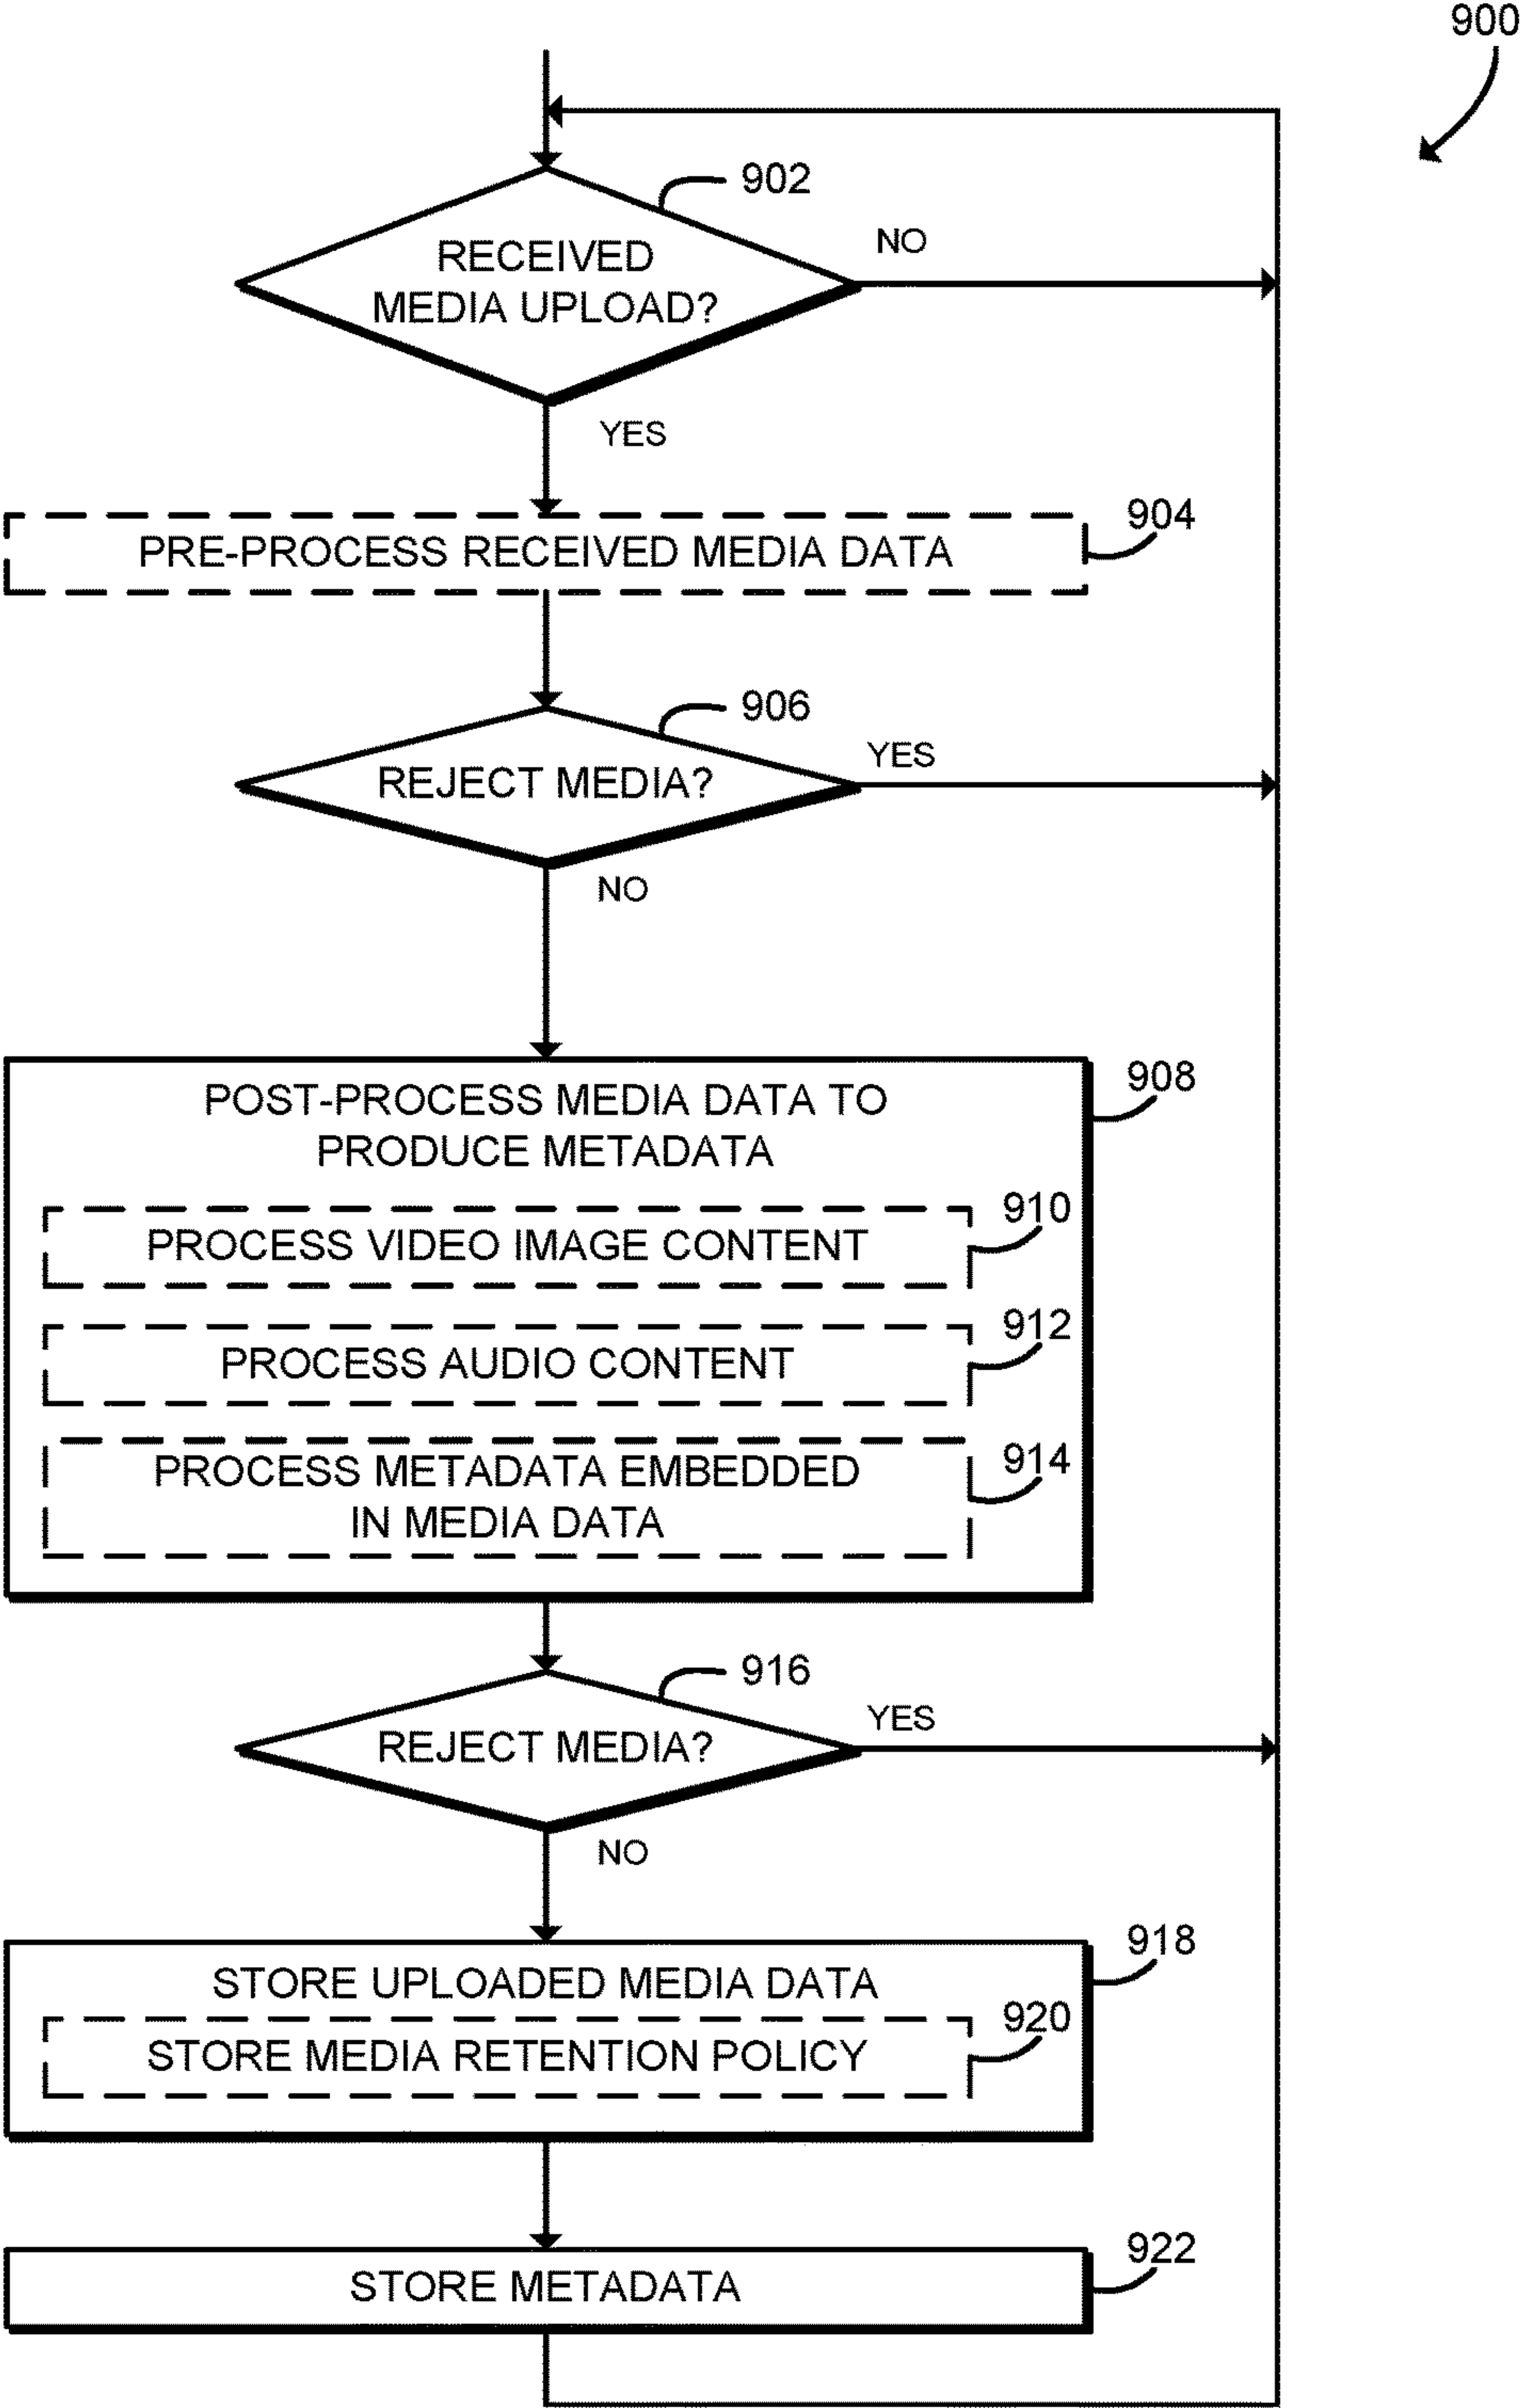 900
902
RECEIVED
MEDIA UPLOAD?
NO
YES
904
PRE-PROCESS RECEIVED MEDIA DATA
906
REJECT MEDIA?
YES
NO
908
POST-PROCESS MEDIA DATA TO
PRODUCE METADATA
910
PROCESS VIDEO IMAGE CONTENT
912
PROCESS AUDIO CONTENT
914
PROCESS METADATA EMBEDDED
IN MEDIA DATA
916
REJECT MEDIA?
YES
NO
918
STORE UPLOADED MEDIA DATA
920
STORE MEDIA RETENTION POLICY
922
STORE METADATA